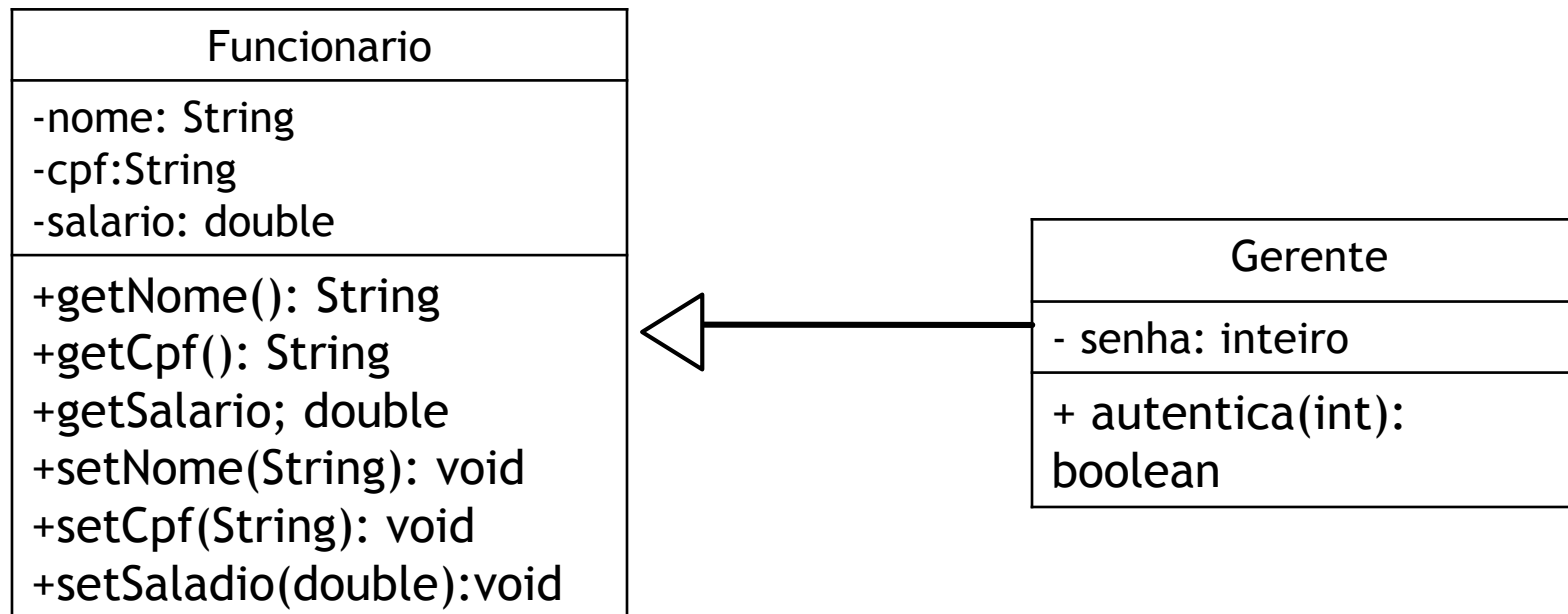 Funcionario
-nome: String
-cpf:String
-salario: double
+getNome(): String
+getCpf(): String
+getSalario; double
+setNome(String): void
+setCpf(String): void
+setSaladio(double):void
Gerente
- senha: inteiro
+ autentica(int):
boolean